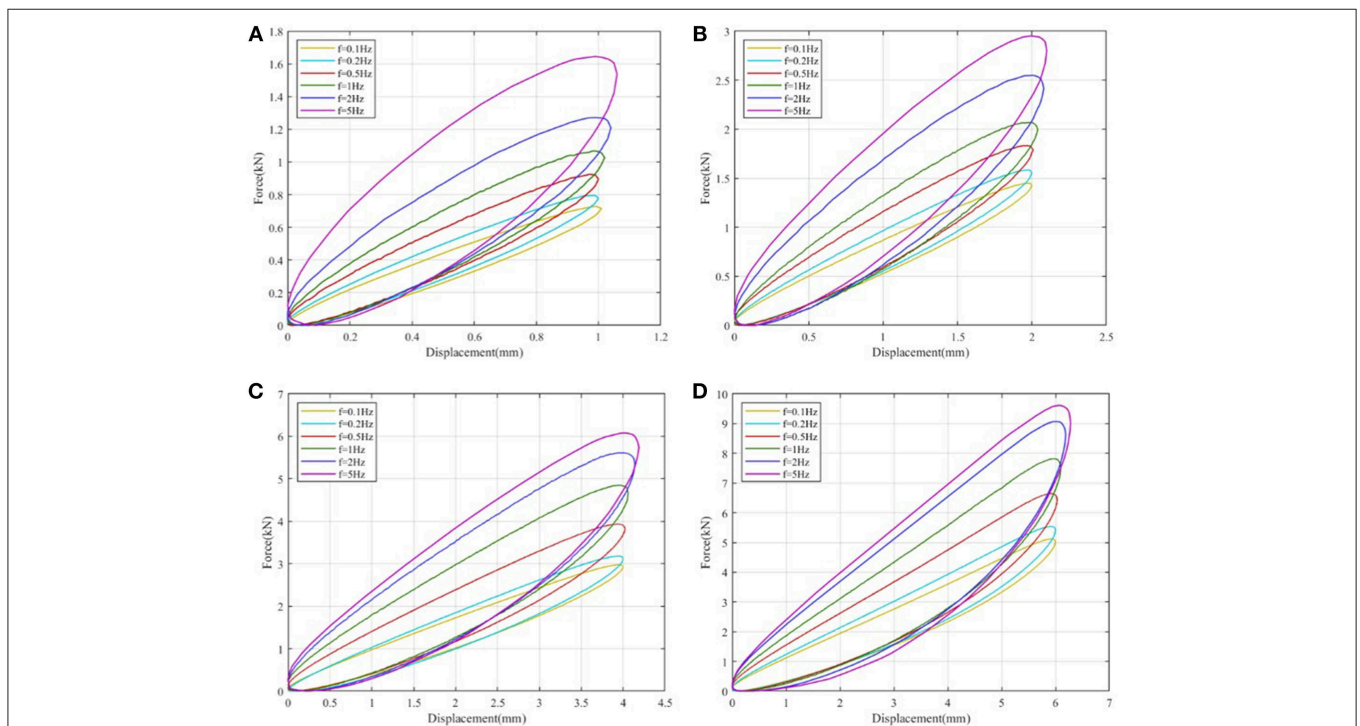 A
1.8
1.6
1.4
1.2
1
0.8
0.6
0.4
0.2
0
f=0.1Hz
f=0.2Hz
f=0.5Hz
f=1Hz
f=2Hz
f=5Hz
Force(kN)
0 0.2 0.4 0.6 0.8 1 1.2
Displacement(mm)
B
3
2.5
2
1.5
1
0.5
0
f=0.1Hz
f=0.2Hz
f=0.5Hz
f=1Hz
f=2Hz
f=5Hz
Force(kN)
0 0.5 1 1.5 2 2.5
Displacement(mm)
C
7
6
5
4
3
2
1
0
f=0.1Hz
f=0.2Hz
f=0.5Hz
f=1Hz
f=2Hz
f=5Hz
Force(kN)
0 0.5 1 1.5 2 2.5 3 3.5 4 4.5
Displacement(mm)
D
10
9
8
7
6
5
4
3
2
1
0
f=0.1Hz
f=0.2Hz
f=0.5Hz
f=1Hz
f=2Hz
f=5Hz
Force(kN)
0 1 2 3 4 5 6 7
Displacement(mm)